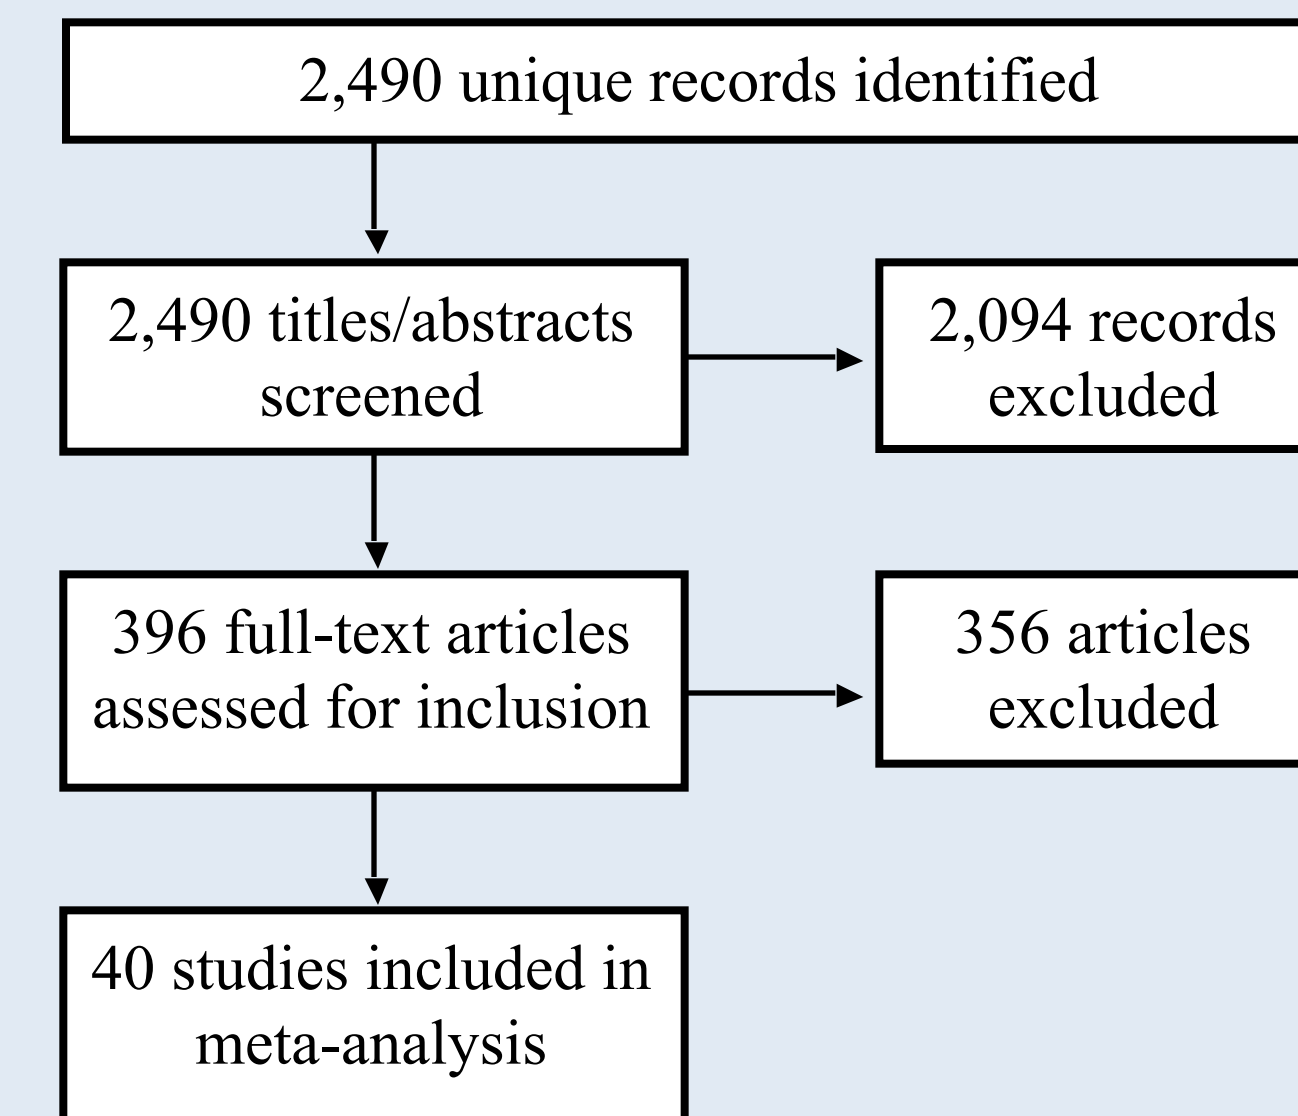 2,490 unique records identified
2,490 titles/abstracts
screened
2,094 records
excluded
396 full-text articles
assessed for inclusion
356 articles
excluded
40 studies included in
meta-analysis